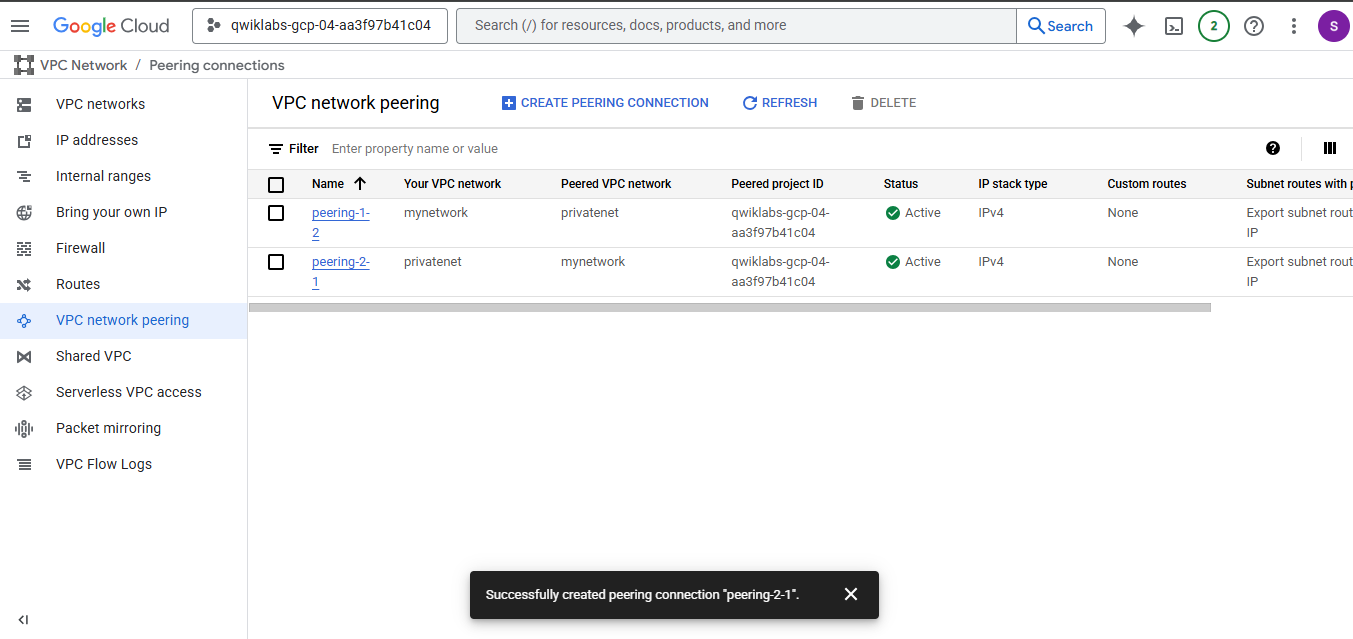 Google Cloud
qwiklabs-gcp-04-aa3f97b41c04
Search (/) for resources, docs, products, and more
Search
2
S
VPC Network / Peering connections
VPC networks
IP addresses
Internal ranges
Bring your own IP
Firewall
Routes
VPC network peering
Shared VPC
Serverless VPC access
Packet mirroring
VPC Flow Logs
VPC network peering
CREATE PEERING CONNECTION
REFRESH
DELETE
Filter Enter property name or value
Name Your VPC network Peered VPC network Peered project ID Status IP stack type Custom routes Subnet routes with p
peering-1- mynetwork privatenet qwiklabs-gcp-04- Active IPv4 None Export subnet rout
2 aa3f97b41c04 IP
peering-2- privatenet mynetwork qwiklabs-gcp-04- Active IPv4 None Export subnet rout
1 aa3f97b41c04 IP
Successfully created peering connection "peering-2-1".